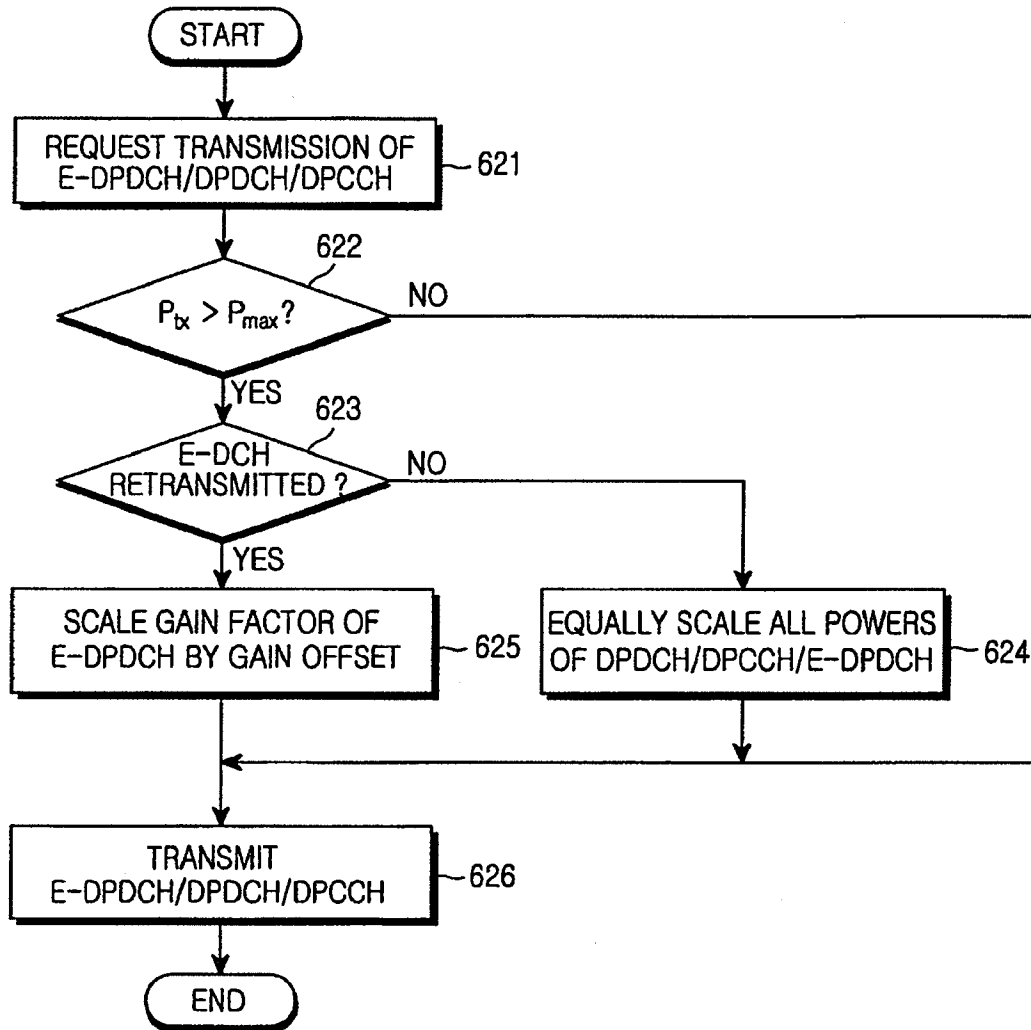 START
REQUEST TRANSMISSION OF
E-DPDCH/DPDCH/DPCCH
621
622
Ptx > Pmax?
NO
YES
623
E-DCH
RETRANSMITTED ?
NO
YES
SCALE GAIN FACTOR OF
E-DPDCH BY GAIN OFFSET
625
EQUALLY SCALE ALL POWERS
OF DPDCH/DPCCH/E-DPDCH
624
TRANSMIT
E-DPDCH/DPDCH/DPCCH
626
END